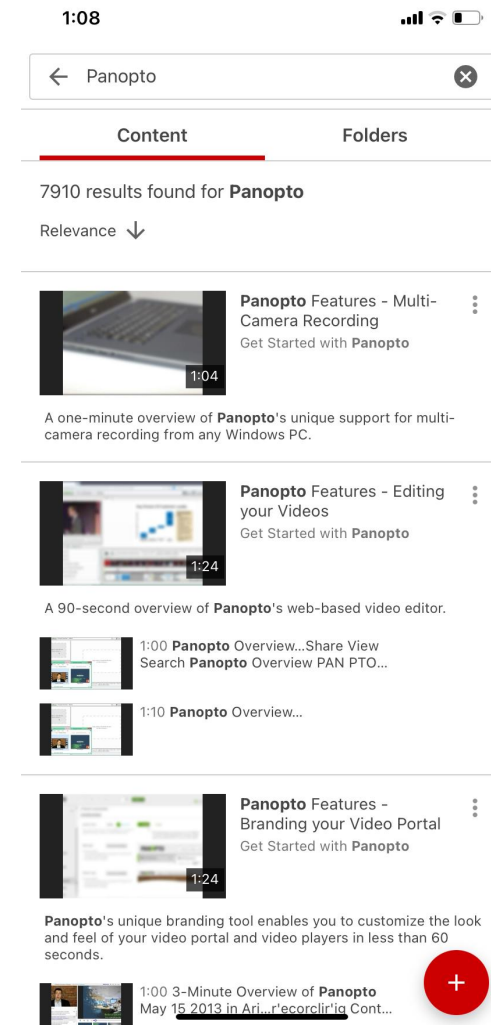 1:08
Panopto
Content
Folders
7910 results found for Panopto
Relevance
Panopto Features - Multi-
Camera Recording
Get Started with Panopto
1:04
A one-minute overview of Panopto's unique support for multi-
camera recording from any Windows PC.
Panopto Features - Editing
your Videos
Get Started with Panopto
1:24
A 90-second overview of Panopto's web-based video editor.
1:00 Panopto Overview...Share View
Search Panopto Overview PAN PTO...
1:10 Panopto Overview...
Panopto Features -
Branding your Video Portal
Get Started with Panopto
1:24
Panopto's unique branding tool enables you to customize the look
and feel of your video portal and video players in less than 60
seconds.
1:00 3-Minute Overview of Panopto
May 15 2013 in Ari...r'ecorclir'ig Cont...